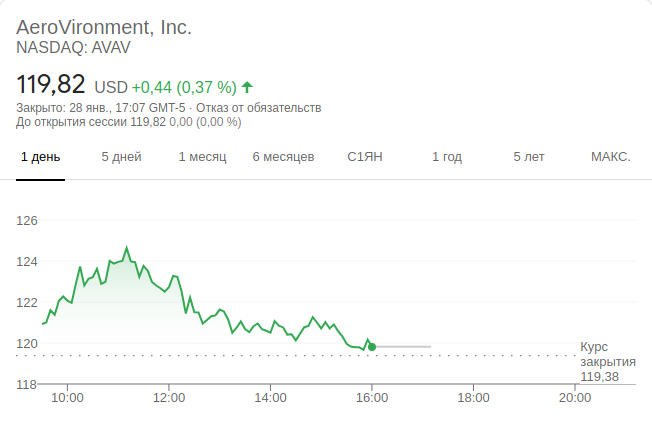 AeroVironment, Inc.
NASDAQ: AVAV
119,82 USD +0,44 (0,37 %)
Закрыто: 28 янв., 17:07 GMT-5 · Отказ от обязательств
До открытия сессии 119,82 0,00 (0,00 %)
1 день 5 дней 1 месяц 6 месяцев С1ЯН 1 год 5 лет МАКС.
126
124
122
120
Курс
закрытия
119,38
118
10:00 12:00 14:00 16:00 18:00 20:00